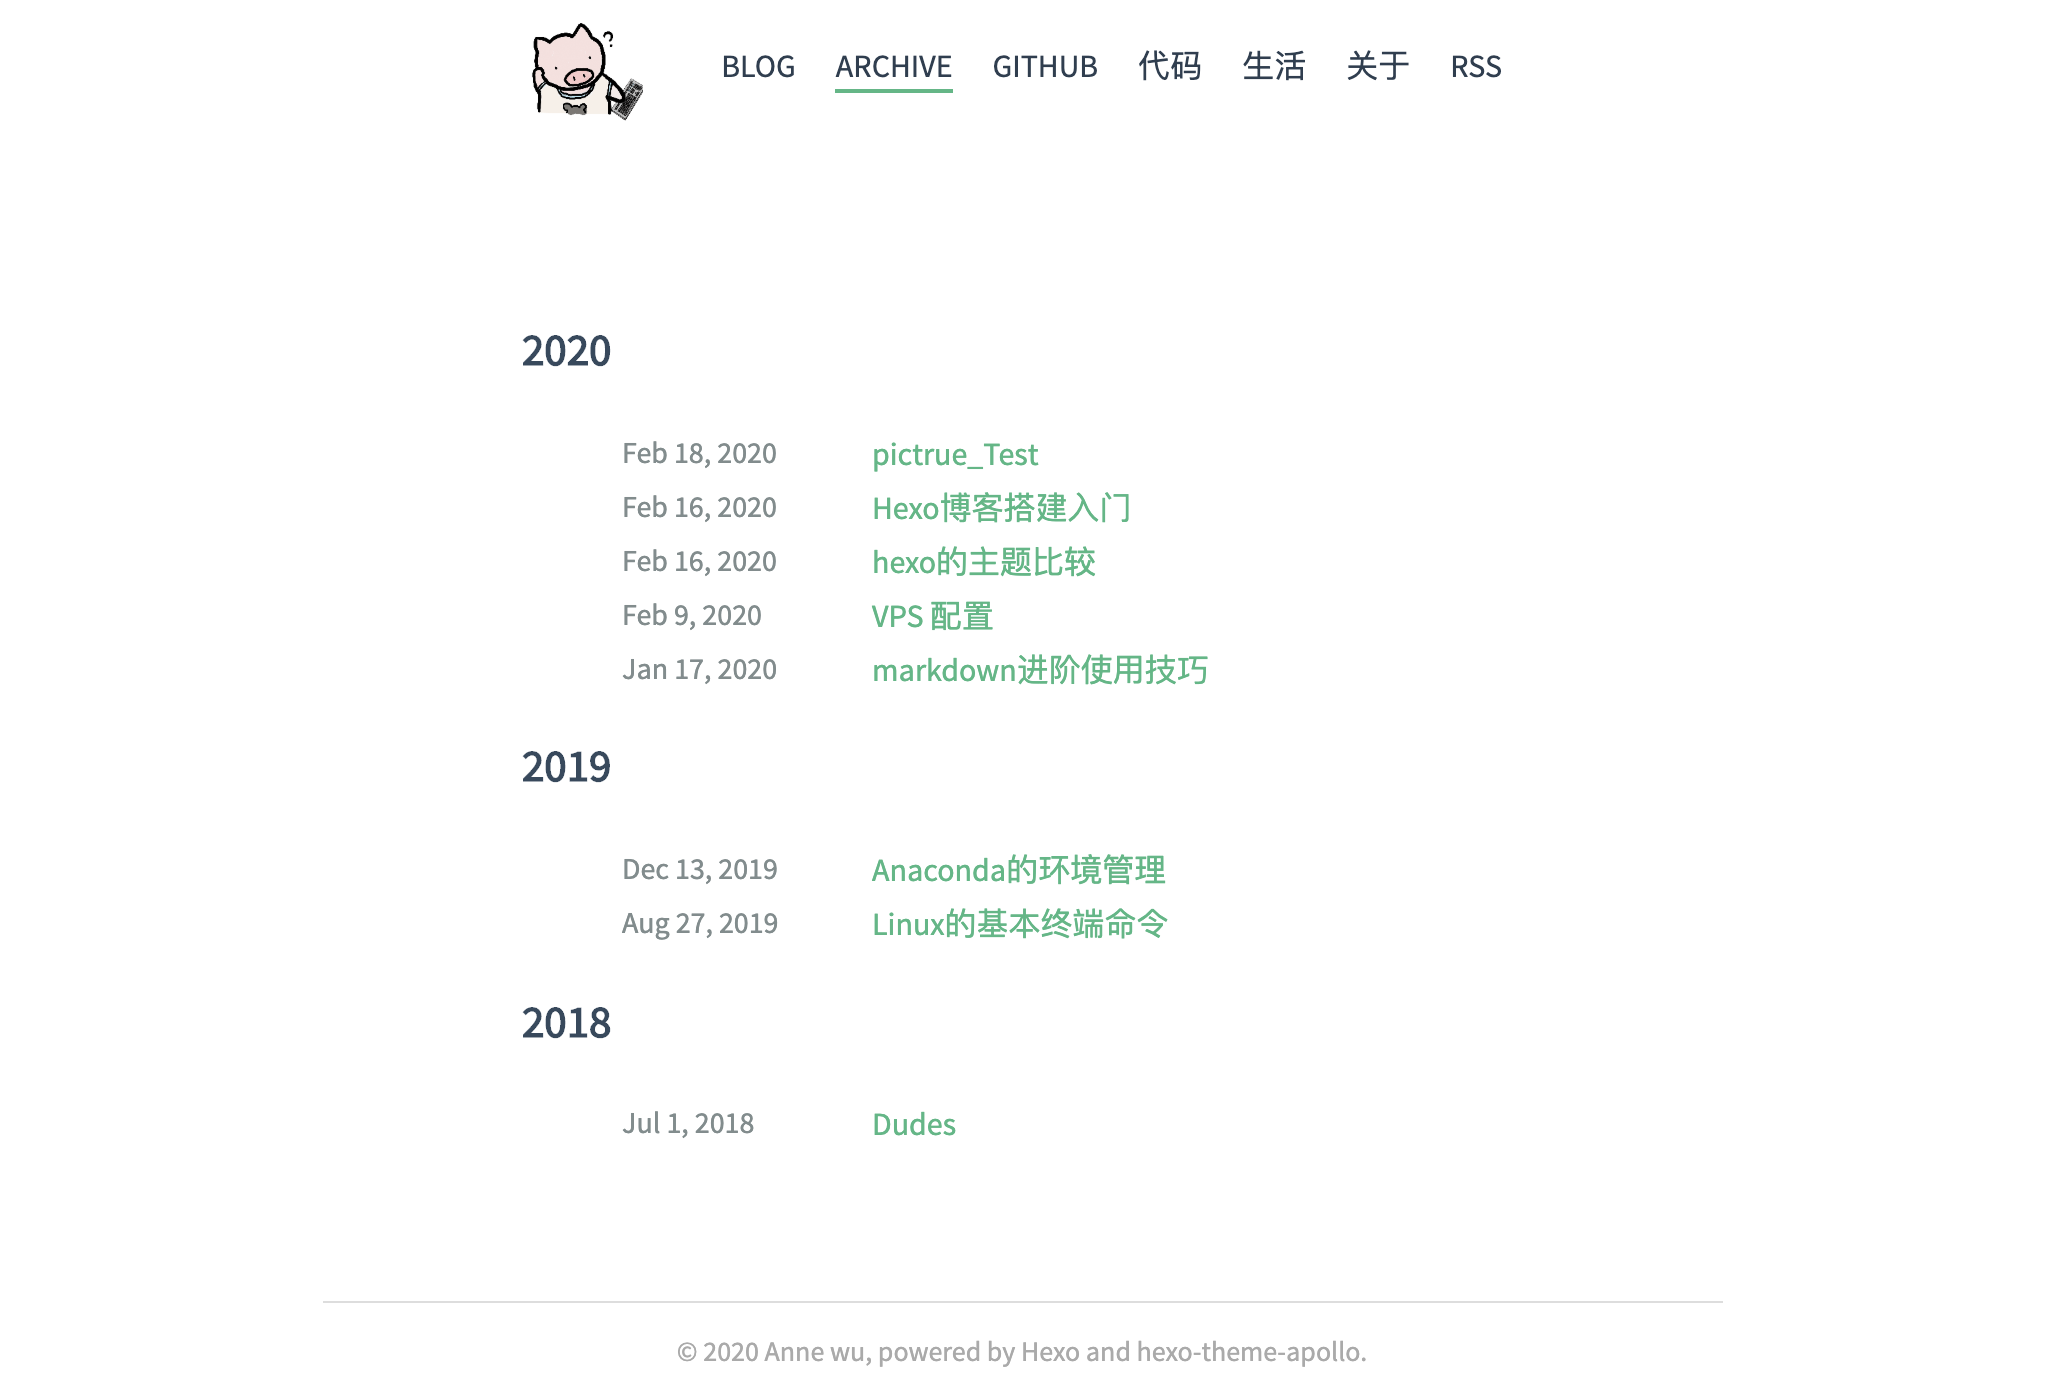 ?
BLOG ARCHIVE GITHUB 代码 生活 关于 RSS
2020
Feb 18, 2020 pictrue_Test
Feb 16, 2020 Hexo博客搭建入门
Feb 16, 2020 hexo的主题比较
Feb 9, 2020 VPS 配置
Jan 17, 2020 markdown进阶使用技巧
2019
Dec 13, 2019 Anaconda的环境管理
Aug 27, 2019 Linux的基本终端命令
2018
Jul 1, 2018 Dudes
© 2020 Anne wu, powered by Hexo and hexo-theme-apollo.